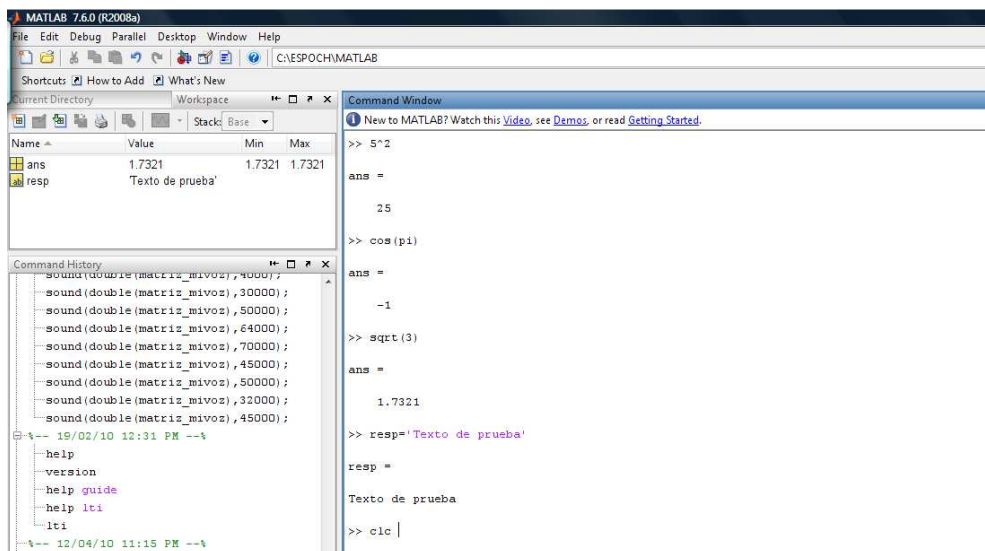 MATLAB 7.6.0 (R2008a)
File Edit Debug Parallel Desktop Window Help
C:\ESPOCH\MATLAB
Shortcuts How to Add What's New
Current Directory Workspace
Stack: Base
Name Value Min Max
ans 1.7321 1.7321 1.7321
resp 'Texto de prueba'
Command History
sound(double(matriz_mivoz),4000);
sound(double(matriz_mivoz),30000);
sound(double(matriz_mivoz),50000);
sound(double(matriz_mivoz),64000);
sound(double(matriz_mivoz),70000);
sound(double(matriz_mivoz),45000);
sound(double(matriz_mivoz),50000);
sound(double(matriz_mivoz),32000);
sound(double(matriz_mivoz),45000);
%-- 19/02/10 12:31 PM --%
help
version
help guide
help lti
lti
%-- 12/04/10 11:15 PM --%
Command Window
New to MATLAB? Watch this Video, see Demos, or read Getting Started.
>> 5^2
ans =
25
>> cos(pi)
ans =
-1
>> sqrt(3)
ans =
1.7321
>> resp='Texto de prueba'
resp =
Texto de prueba
>> clc